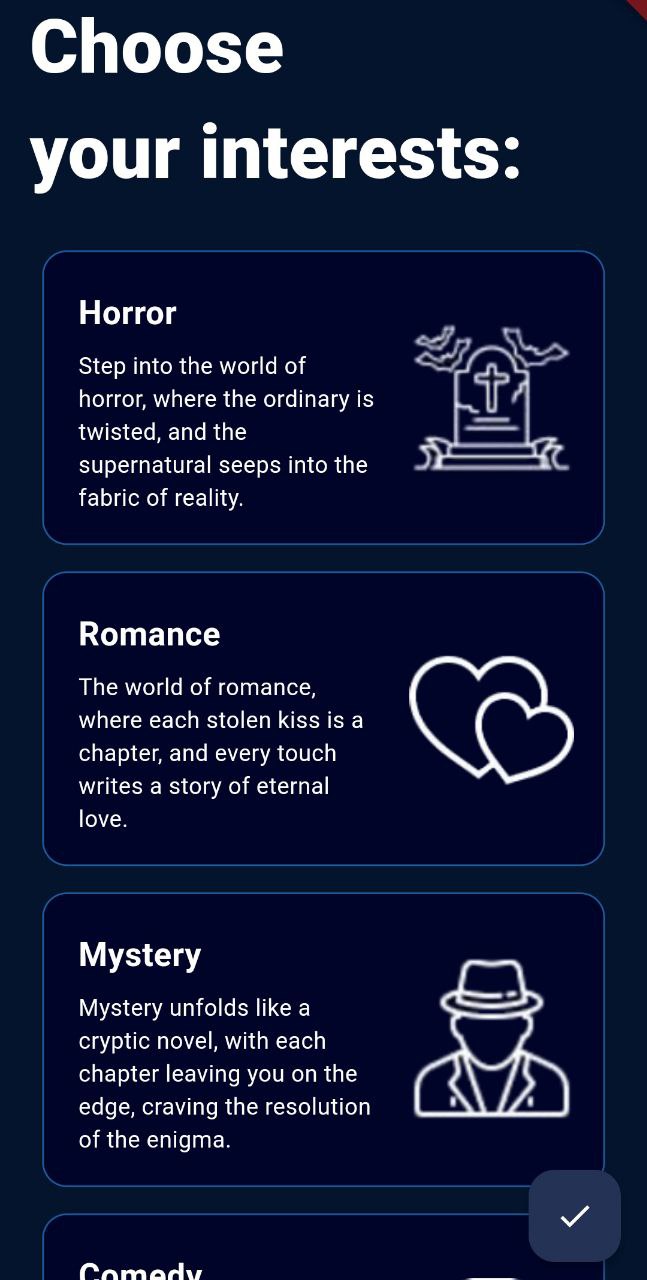 Choose
your interests:
Horror
Step into the world of
horror, where the ordinary is
twisted, and the
supernatural seeps into the
fabric of reality.
Romance
The world of romance,
where each stolen kiss is a
chapter, and every touch
writes a story of eternal
love.
Mystery
Mystery unfolds like a
cryptic novel, with each
chapter leaving you on the
edge, craving the resolution
of the enigma.
Comedy